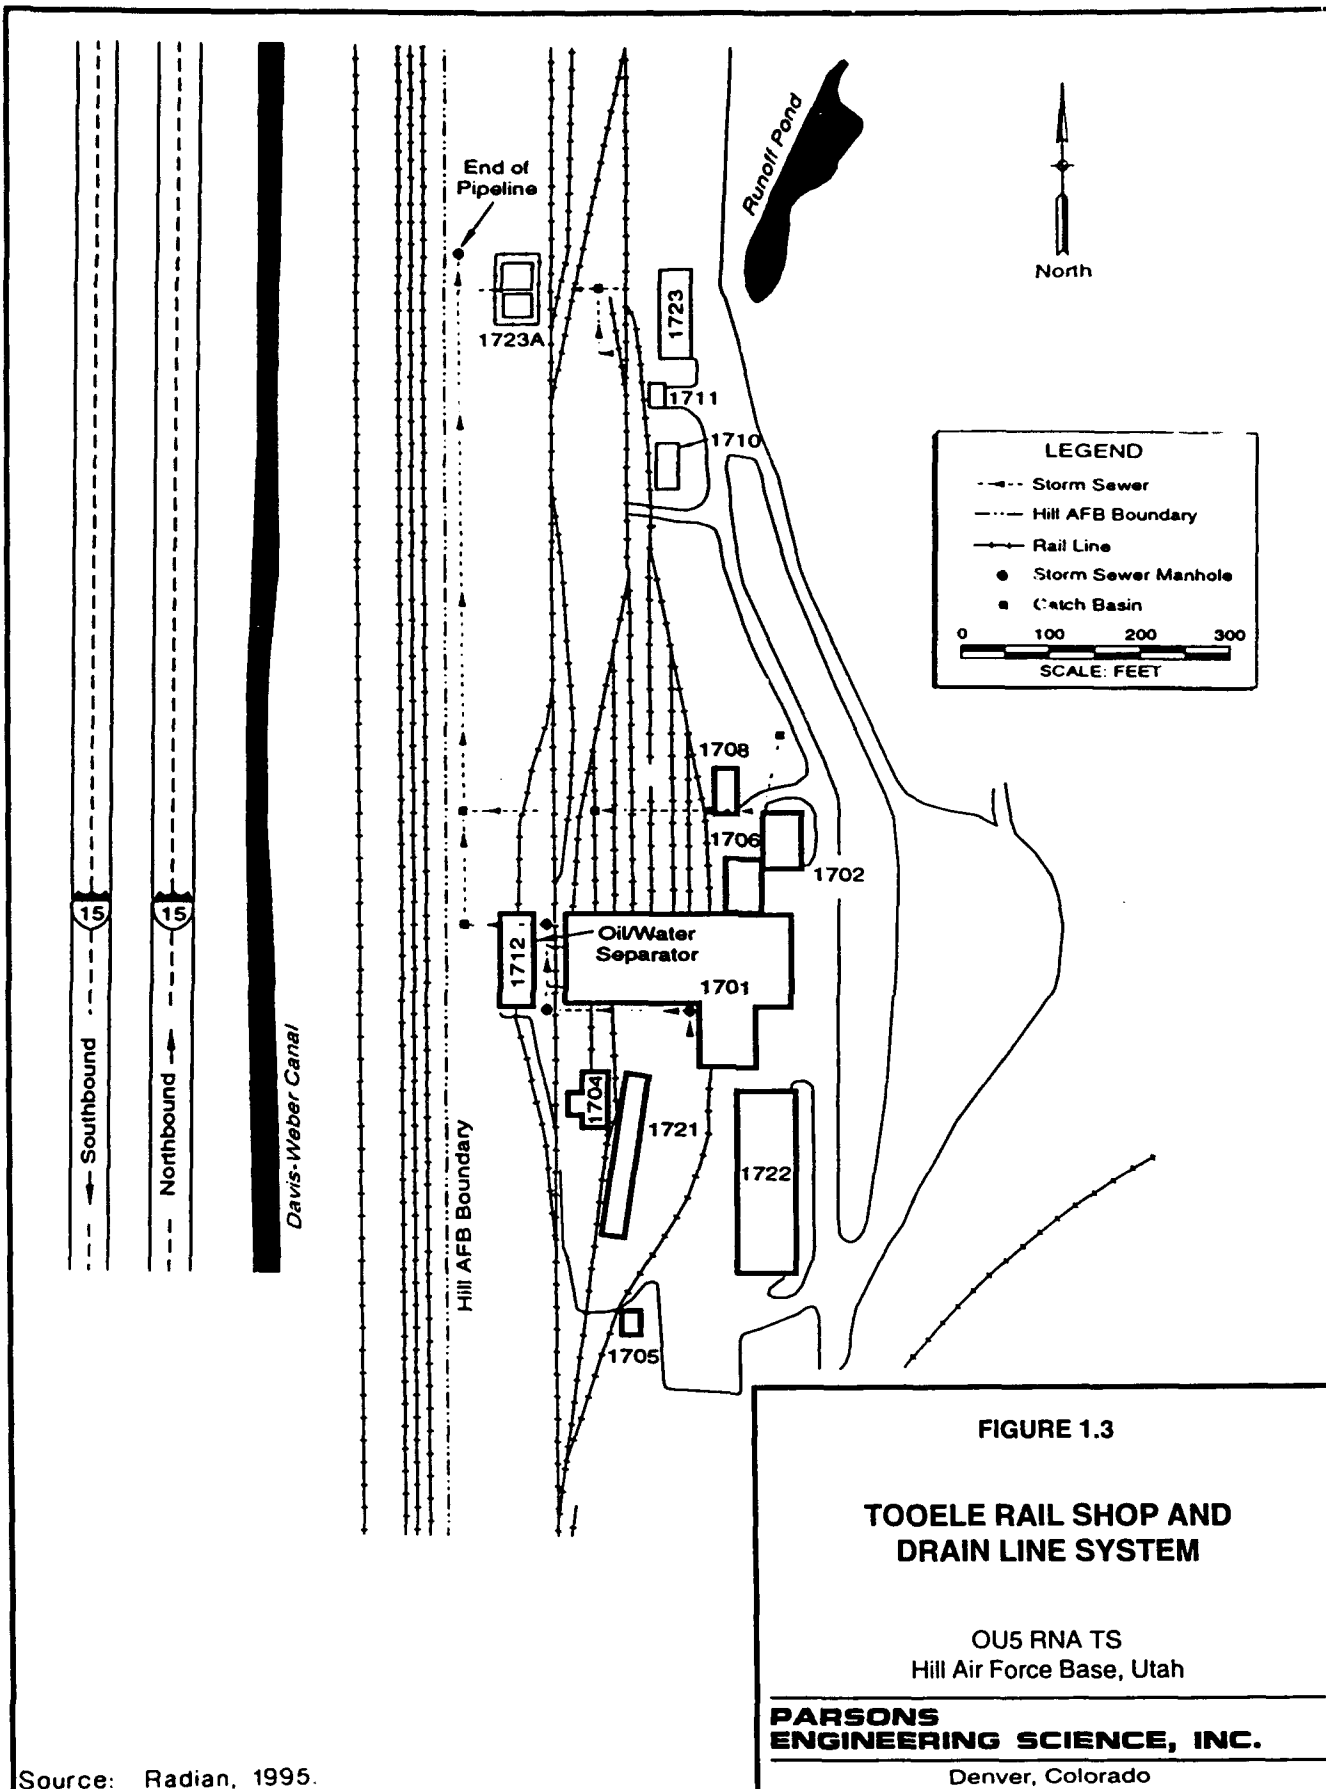 End of
Pipeline
Runoff Pond
North
1723A
1723
1711
1710
LEGEND
Storm Sewer
Hill AFB Boundary
Rail Line
Storm Sewer Manhole
Catch Basin
0 100 200 300
SCALE: FEET
1708
1706
1702
15
15
1712
Oil/Water
Separator
1701
Southbound
Northbound
Davis-Weber Canal
Hill AFB Boundary
1704
1721
1722
1705
FIGURE 1.3
TOOELE RAIL SHOP AND
DRAIN LINE SYSTEM
OU5 RNA TS
Hill Air Force Base, Utah
PARSONS
ENGINEERING SCIENCE, INC.
Denver, Colorado
Source: Radian, 1995.